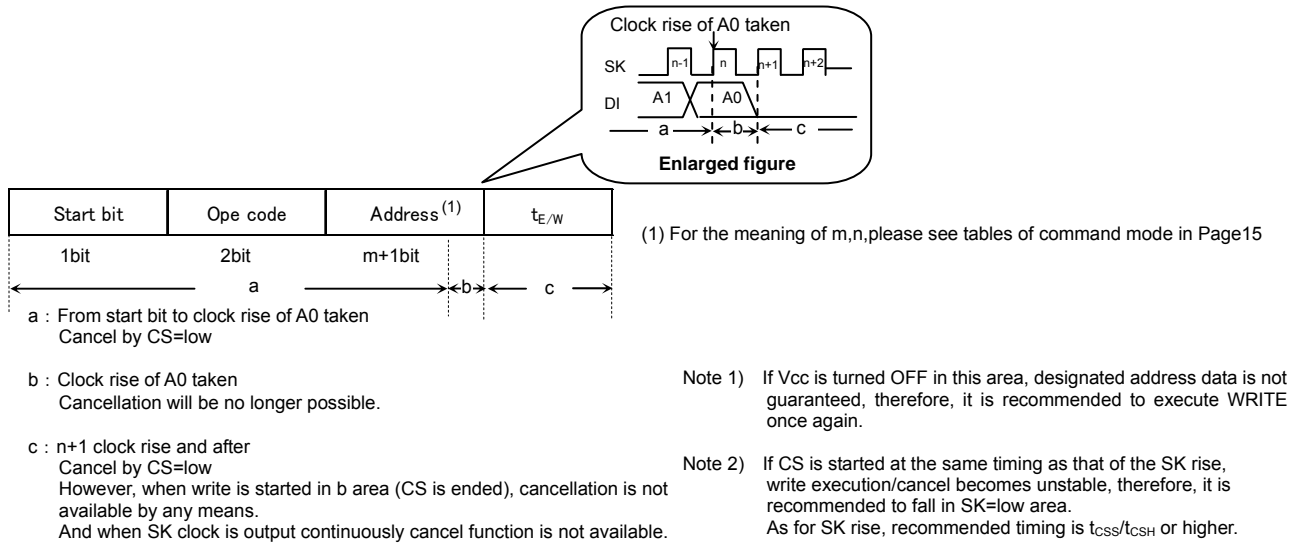 Clock rise of A0 taken
SK n-1 n n+1 n+2
DI A1 A0
a b c
Enlarged figure
Start bit Ope code Address(1) tE/W
1bit 2bit m+1bit
(1) For the meaning of m,n,please see tables of command mode in Page15
a b c
a : From start bit to clock rise of A0 taken
Cancel by CS=low
b : Clock rise of A0 taken
Cancellation will be no longer possible.
c : n+1 clock rise and after
Cancel by CS=low
However, when write is started in b area (CS is ended), cancellation is not
available by any means.
And when SK clock is output continuously cancel function is not available.
Note 1) If Vcc is turned OFF in this area, designated address data is not
guaranteed, therefore, it is recommended to execute WRITE
once again.
Note 2) If CS is started at the same timing as that of the SK rise,
write execution/cancel becomes unstable, therefore, it is
recommended to fall in SK=low area.
As for SK rise, recommended timing is tCSS/tCSH or higher.